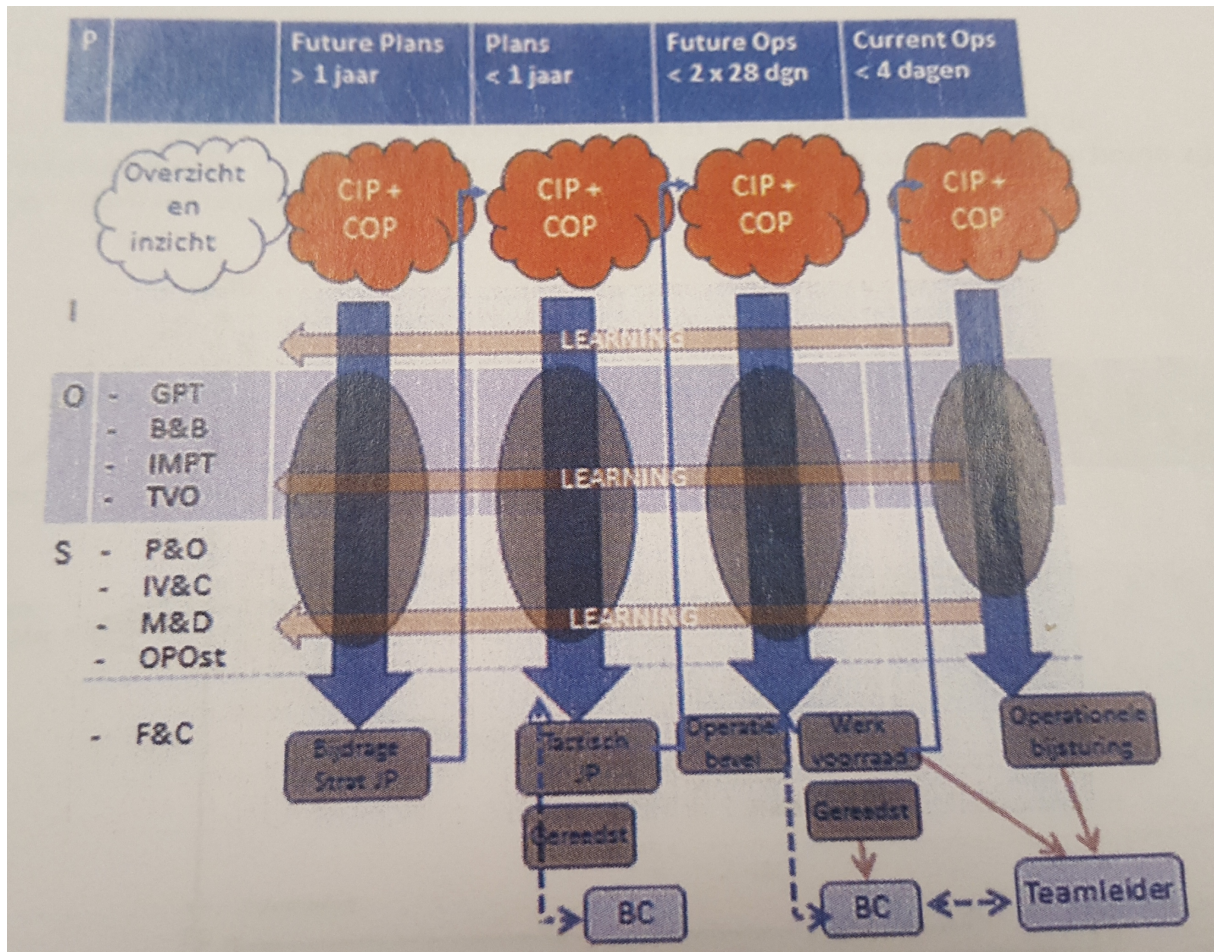 P
Future Plans
> 1 jaar
Plans
< 1 jaar
Future Ops
< 2 x 28 dgn
Current Ops
< 4 dagen
Overzicht
en
inzicht
CIP +
COP
CIP +
COP
CIP +
COP
CIP +
COP
I
LEARNING
O - GPT
- B&B
- IMPT
- TVO
LEARNING
S - P&O
- IV&C
- M&D
- OPOst
LEARNING
- F&C
Bijdrage
Strat JP
Tactisch
JP
Gereedst
BC
Operatie
bevel
Werk
voorraad
Gereedst
BC
Operationele
bijsturing
Teamleider